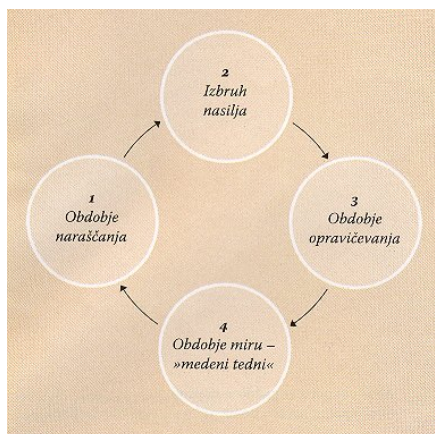 1
Obdobje
naraščanja
2
Izbruh
nasilja
3
Obdobje
opravičevanja
4
Obdobje miru –
»medeni tedni«